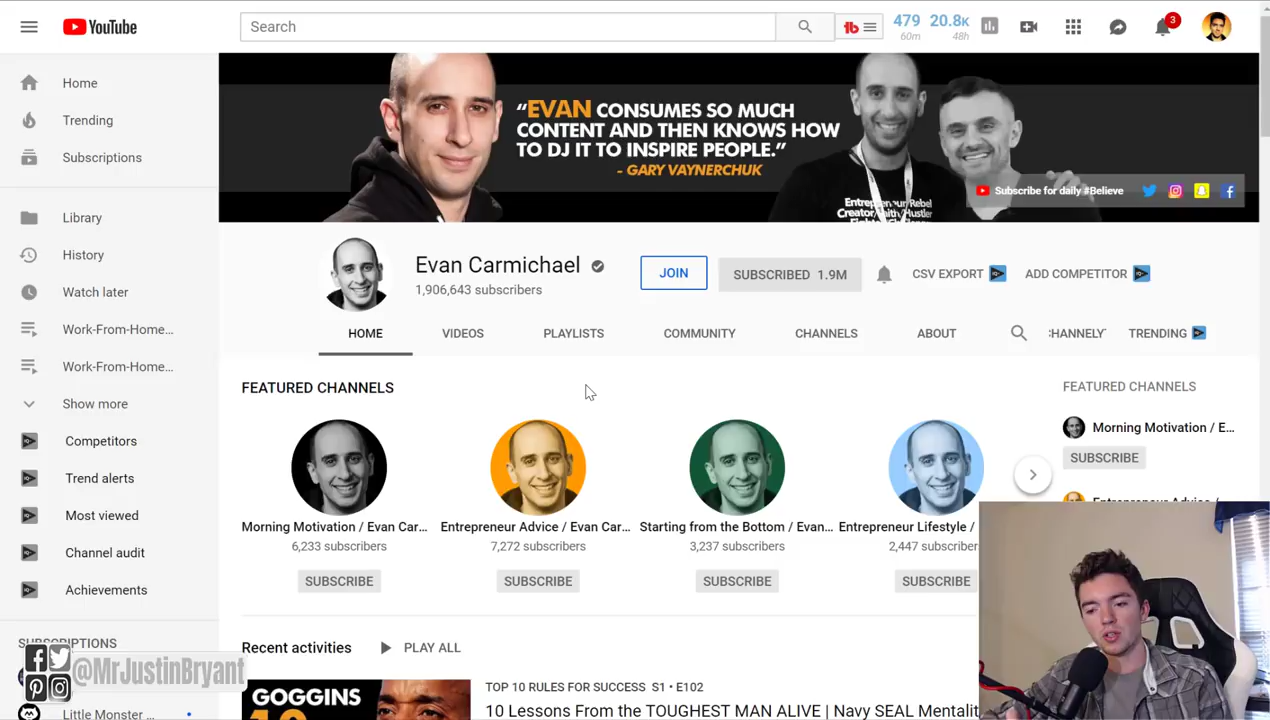 YouTube
Search
479
60m
20.8K
48h
3
Home
Trending
Subscriptions
Library
History
Watch later
Work-From-Home...
Work-From-Home...
Show more
Competitors
Trend alerts
Most viewed
Channel audit
Achievements
SUBSCRIPTIONS
Little Monster ...
@MrJustinBryant
“EVAN CONSUMES SO MUCH
CONTENT AND THEN KNOWS HOW
TO DJ IT TO INSPIRE PEOPLE.”
- GARY VAYNERCHUK
Entrepreneur Rebel
Creator/Faith/Hustler
Subscribe for daily #Believe
Evan Carmichael
1,906,643 subscribers
JOIN
SUBSCRIBED 1.9M
CSV EXPORT
ADD COMPETITOR
HOME
VIDEOS
PLAYLISTS
COMMUNITY
CHANNELS
ABOUT
TRENDING
FEATURED CHANNELS
Morning Motivation / Evan Car...
6,233 subscribers
SUBSCRIBE
Entrepreneur Advice / Evan Car...
7,272 subscribers
SUBSCRIBE
Starting from the Bottom / Evan...
3,237 subscribers
SUBSCRIBE
Entrepreneur Lifestyle /
2,447 subscribers
SUBSCRIBE
FEATURED CHANNELS
Morning Motivation / E...
SUBSCRIBE
Recent activities
PLAY ALL
GOGGINS
10
TOP 10 RULES FOR SUCCESS S1 • E102
10 Lessons From the TOUGHEST MAN ALIVE | Navy SEAL Mentalit